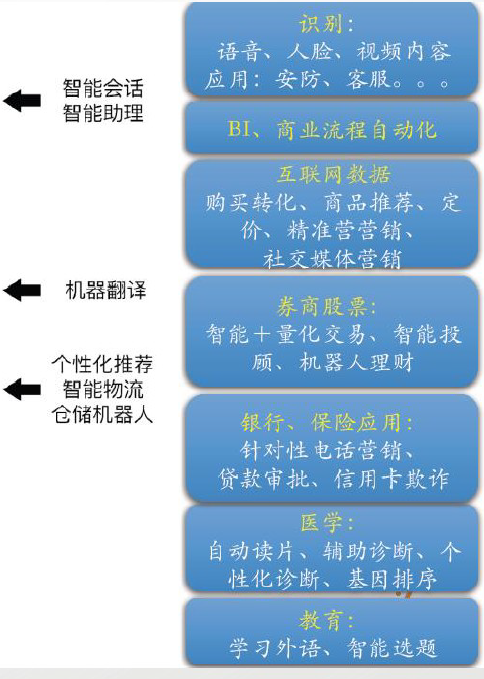 智能会话
智能助理
机器翻译
个性化推荐
智能物流
仓储机器人
识别：
语音、人脸、视频内容
应用：安防、客服。。。
BI、商业流程自动化
互联网数据
购买转化、商品推荐、定
价、精准营营销、
社交媒体营销
券商股票：
智能＋量化交易、智能投
顾、机器人理财
银行、保险应用：
针对性电话营销、
贷款审批、信用卡欺诈
医学：
自动读片、辅助诊断、个
性化诊断、基因排序
教育：
学习外语、智能选题